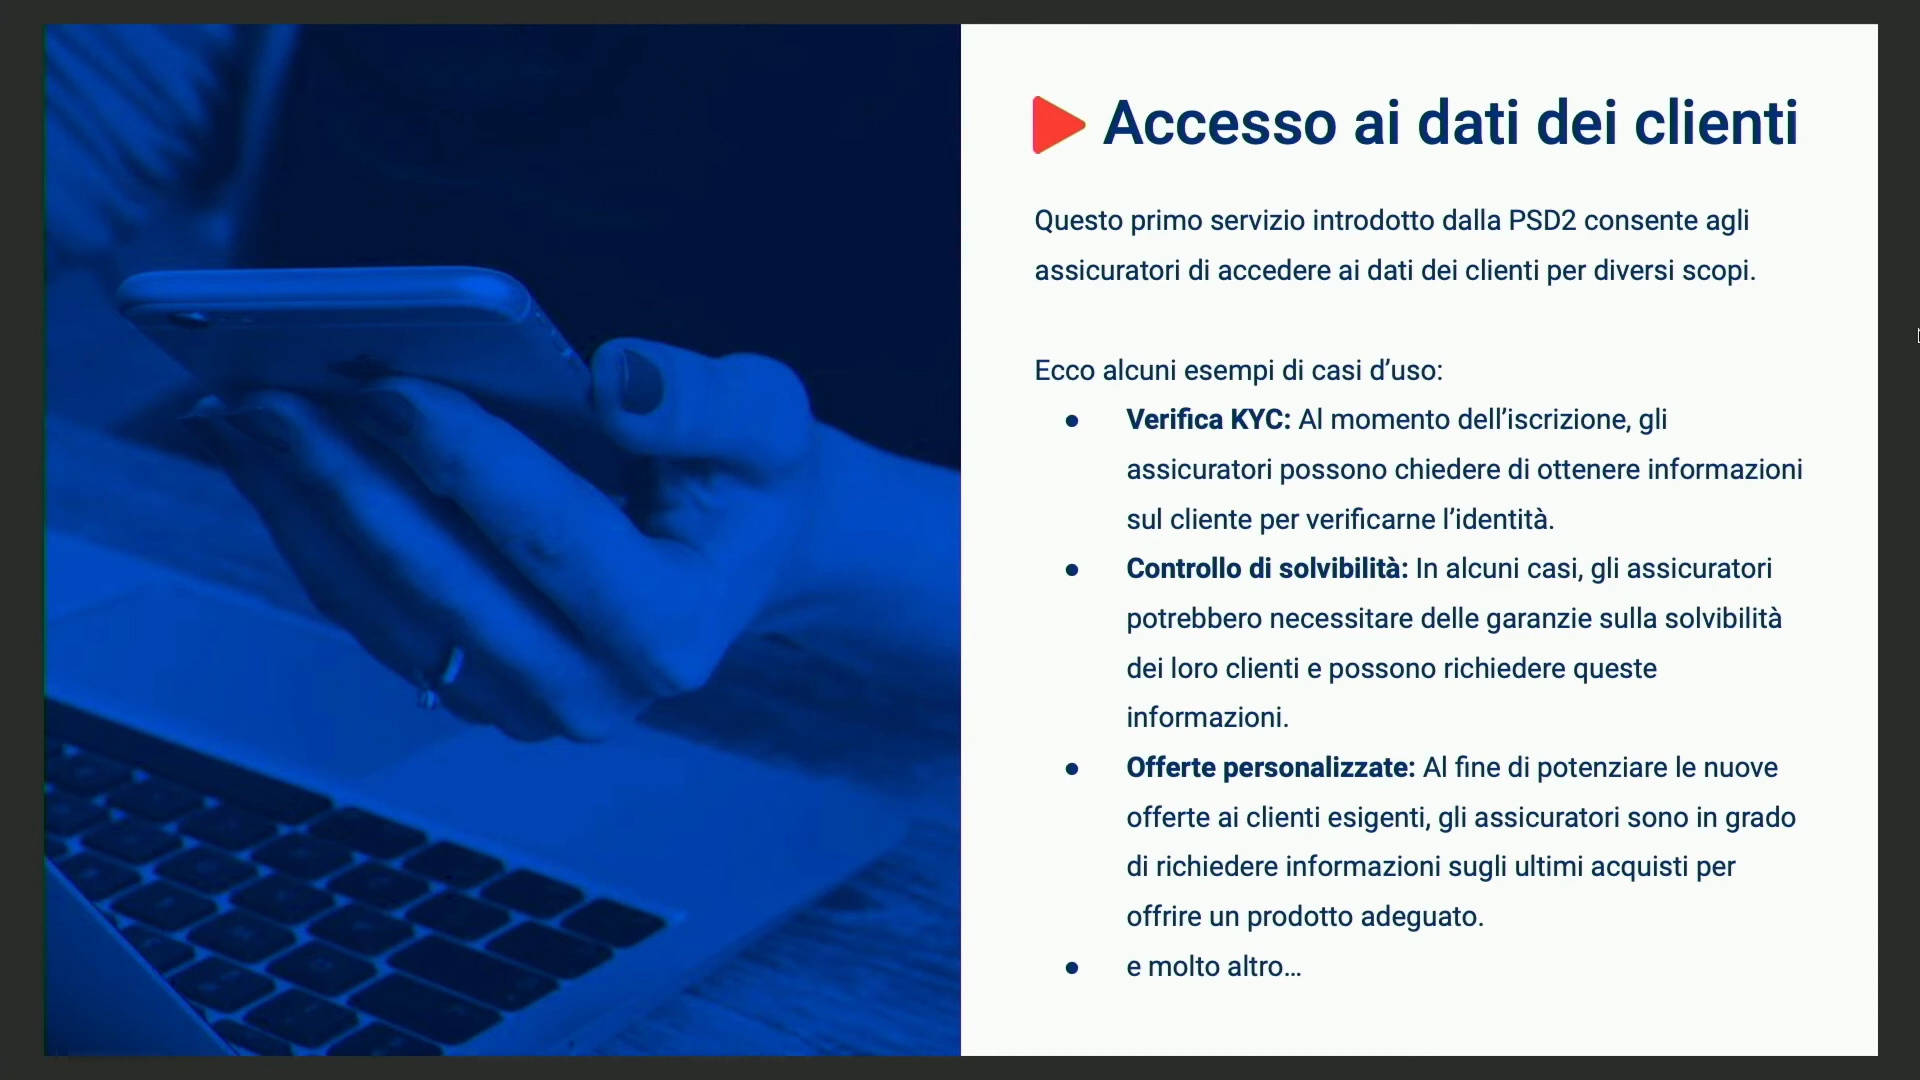 Accesso ai dati dei clienti
Questo primo servizio introdotto dalla PSD2 consente agli
assicuratori di accedere ai dati dei clienti per diversi scopi.
Ecco alcuni esempi di casi d’uso:
● Verifica KYC: Al momento dell’iscrizione, gli
assicuratori possono chiedere di ottenere informazioni
sul cliente per verificarne l’identità.
● Controllo di solvibilità: In alcuni casi, gli assicuratori
potrebbero necessitare delle garanzie sulla solvibilità
dei loro clienti e possono richiedere queste
informazioni.
● Offerte personalizzate: Al fine di potenziare le nuove
offerte ai clienti esigenti, gli assicuratori sono in grado
di richiedere informazioni sugli ultimi acquisti per
offrire un prodotto adeguato.
● e molto altro…